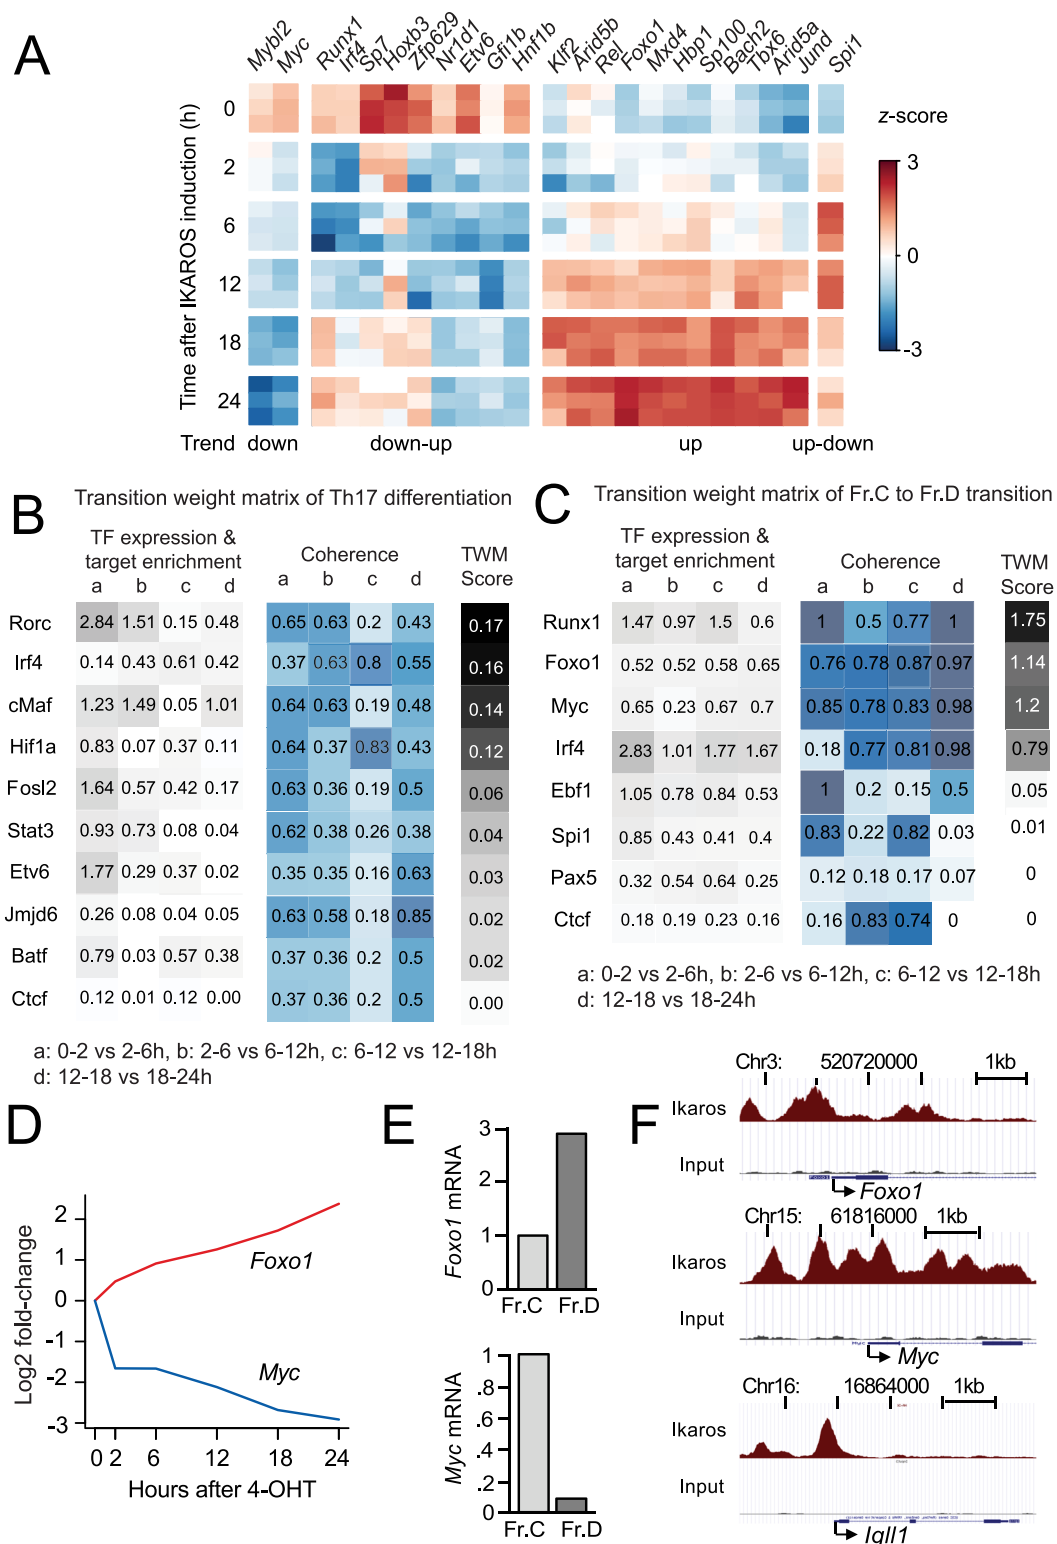 A
Mybl2 Myc Runx1 Irf4 Sp7 Hoxb3 Zfp629 Nr1d1 Etv6 Gfi1b Hnf1b Klf2 Arid5b Rel Foxo1 Mxd4 Hbp1 Sp100 Bach2 Tbx6 Arid5a Jund Spi1
Time after IKAROS induction (h)
0
2
6
12
18
24
z-score
3
0
-3
Trend down down-up up up-down
B
Transition weight matrix of Th17 differentiation
TF expression &
target enrichment
Coherence
TWM
Score
a b c d a b c d
Rorc 2.84 1.51 0.15 0.48 0.65 0.63 0.2 0.43 0.17
Irf4 0.14 0.43 0.61 0.42 0.37 0.63 0.8 0.55 0.16
cMaf 1.23 1.49 0.05 1.01 0.64 0.63 0.19 0.48 0.14
Hif1a 0.83 0.07 0.37 0.11 0.64 0.37 0.83 0.43 0.12
Fosl2 1.64 0.57 0.42 0.17 0.63 0.36 0.19 0.5 0.06
Stat3 0.93 0.73 0.08 0.04 0.62 0.38 0.26 0.38 0.04
Etv6 1.77 0.29 0.37 0.02 0.35 0.35 0.16 0.63 0.03
Jmjd6 0.26 0.08 0.04 0.05 0.63 0.58 0.18 0.85 0.02
Batf 0.79 0.03 0.57 0.38 0.37 0.36 0.2 0.5 0.02
Ctcf 0.12 0.01 0.12 0.00 0.37 0.36 0.2 0.5 0.00
a: 0-2 vs 2-6h, b: 2-6 vs 6-12h, c: 6-12 vs 12-18h
d: 12-18 vs 18-24h
C
Transition weight matrix of Fr.C to Fr.D transition
TF expression &
target enrichment
Coherence
TWM
Score
a b c d a b c d
Runx1 1.47 0.97 1.5 0.6 1 0.5 0.77 1 1.75
Foxo1 0.52 0.52 0.58 0.65 0.76 0.78 0.87 0.97 1.14
Myc 0.65 0.23 0.67 0.7 0.85 0.78 0.83 0.98 1.2
Irf4 2.83 1.01 1.77 1.67 0.18 0.77 0.81 0.98 0.79
Ebf1 1.05 0.78 0.84 0.53 1 0.2 0.15 0.5 0.05
Spi1 0.85 0.43 0.41 0.4 0.83 0.22 0.82 0.03 0.01
Pax5 0.32 0.54 0.64 0.25 0.12 0.18 0.17 0.07 0
Ctcf 0.18 0.19 0.23 0.16 0.16 0.83 0.74 0 0
a: 0-2 vs 2-6h, b: 2-6 vs 6-12h, c: 6-12 vs 12-18h
d: 12-18 vs 18-24h
D
Log2 fold-change
2
1
0
-1
-2
-3
Foxo1
Myc
0 2 6 12 18 24
Hours after 4-OHT
E
Foxo1 mRNA
3
2
1
0
Fr.C Fr.D
Myc mRNA
1
.8
.6
.4
.2
0
Fr.C Fr.D
F
Chr3: 520720000 1kb
Ikaros
Input
Foxo1
Foxo1
Chr15: 61816000 1kb
Ikaros
Input
Myc
Chr16: 16864000 1kb
Ikaros
Input
Igll1